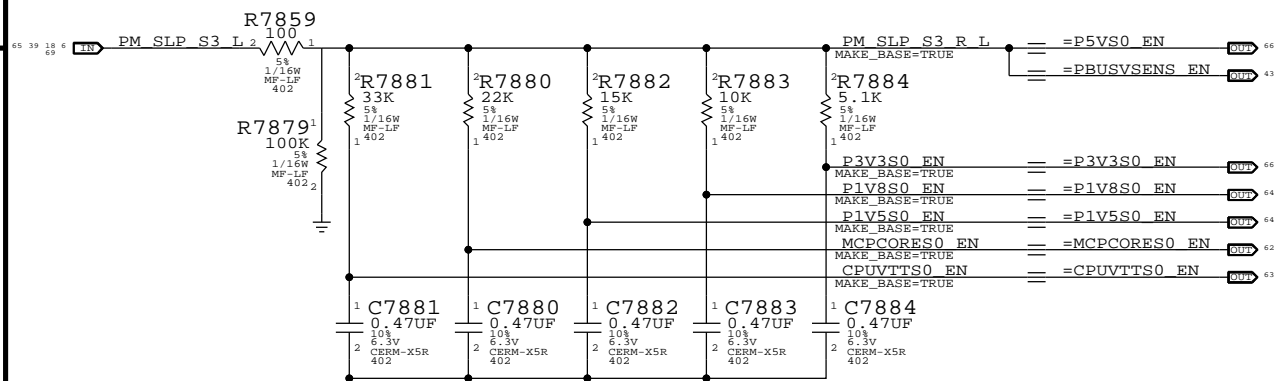 R7859
100
65 39 18 6
69
IN
PM_SLP_S3_L
2
1
5%
1/16W
MF-LF
402
PM_SLP_S3_R_L
MAKE_BASE=TRUE
=P5VS0_EN
OUT
66
=PBUSVSENS_EN
OUT
43
R7879
1
100K
5%
1/16W
MF-LF
402
2
2
R7881
33K
5%
1/16W
MF-LF
402
1
2
R7880
22K
5%
1/16W
MF-LF
402
1
2
R7882
15K
5%
1/16W
MF-LF
402
1
2
R7883
10K
5%
1/16W
MF-LF
402
1
2
R7884
5.1K
5%
1/16W
MF-LF
402
1
P3V3S0_EN
MAKE_BASE=TRUE
=P3V3S0_EN
OUT
66
P1V8S0_EN
MAKE_BASE=TRUE
=P1V8S0_EN
OUT
64
P1V5S0_EN
MAKE_BASE=TRUE
=P1V5S0_EN
OUT
64
MCPCORES0_EN
MAKE_BASE=TRUE
=MCPCORES0_EN
OUT
62
CPUVTTS0_EN
MAKE_BASE=TRUE
=CPUVTTS0_EN
OUT
63
1
C7881
0.47UF
10%
6.3V
2
CERM-X5R
402
1
C7880
0.47UF
10%
6.3V
2
CERM-X5R
402
1
C7882
0.47UF
10%
6.3V
2
CERM-X5R
402
1
C7883
0.47UF
10%
6.3V
2
CERM-X5R
402
1
C7884
0.47UF
10%
6.3V
2
CERM-X5R
402